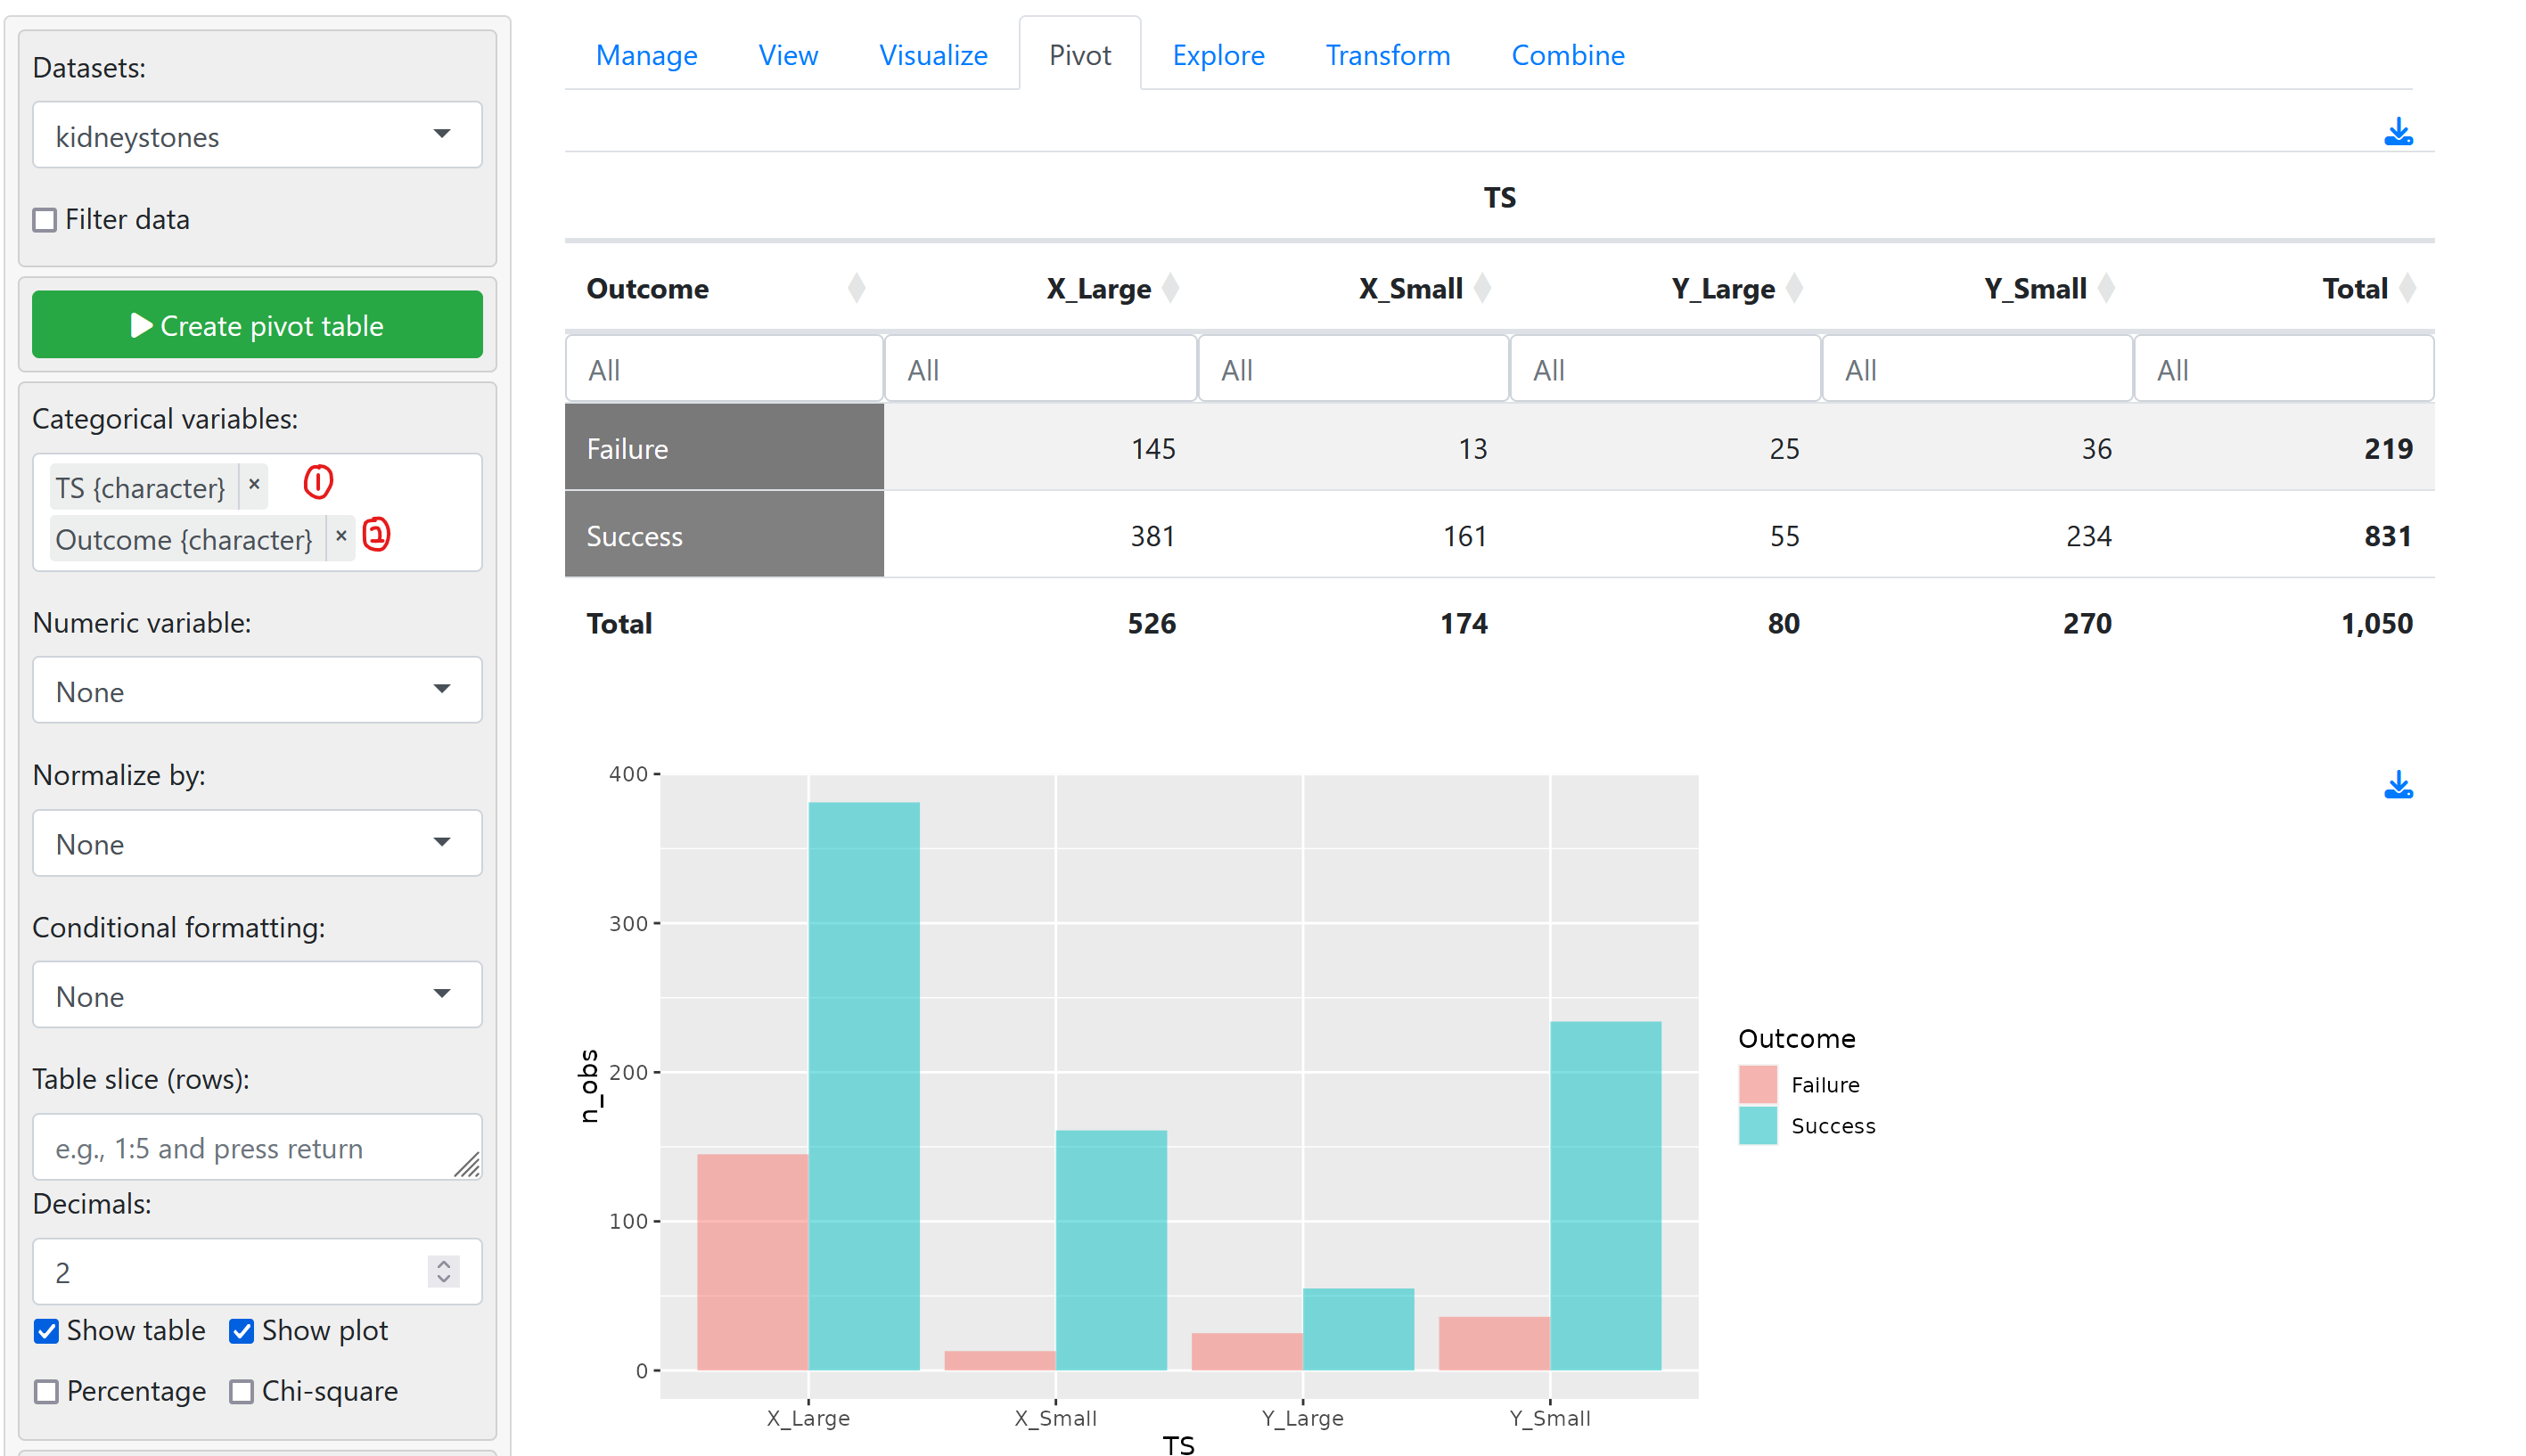 Datasets:
kidneystones
Filter data
Create pivot table
Categorical variables:
TS {character} × 1
Outcome {character} × 2
Numeric variable:
None
Normalize by:
None
Conditional formatting:
None
Table slice (rows):
e.g., 1:5 and press return
Decimals:
2
Show table Show plot
Percentage Chi-square
Manage View Visualize Pivot Explore Transform Combine
TS
Outcome X_Large X_Small Y_Large Y_Small Total
All All All All All All
Failure 145 13 25 36 219
Success 381 161 55 234 831
Total 526 174 80 270 1,050
400
300
200
100
0
n_obs
X_Large X_Small Y_Large Y_Small
TS
Outcome
Failure
Success